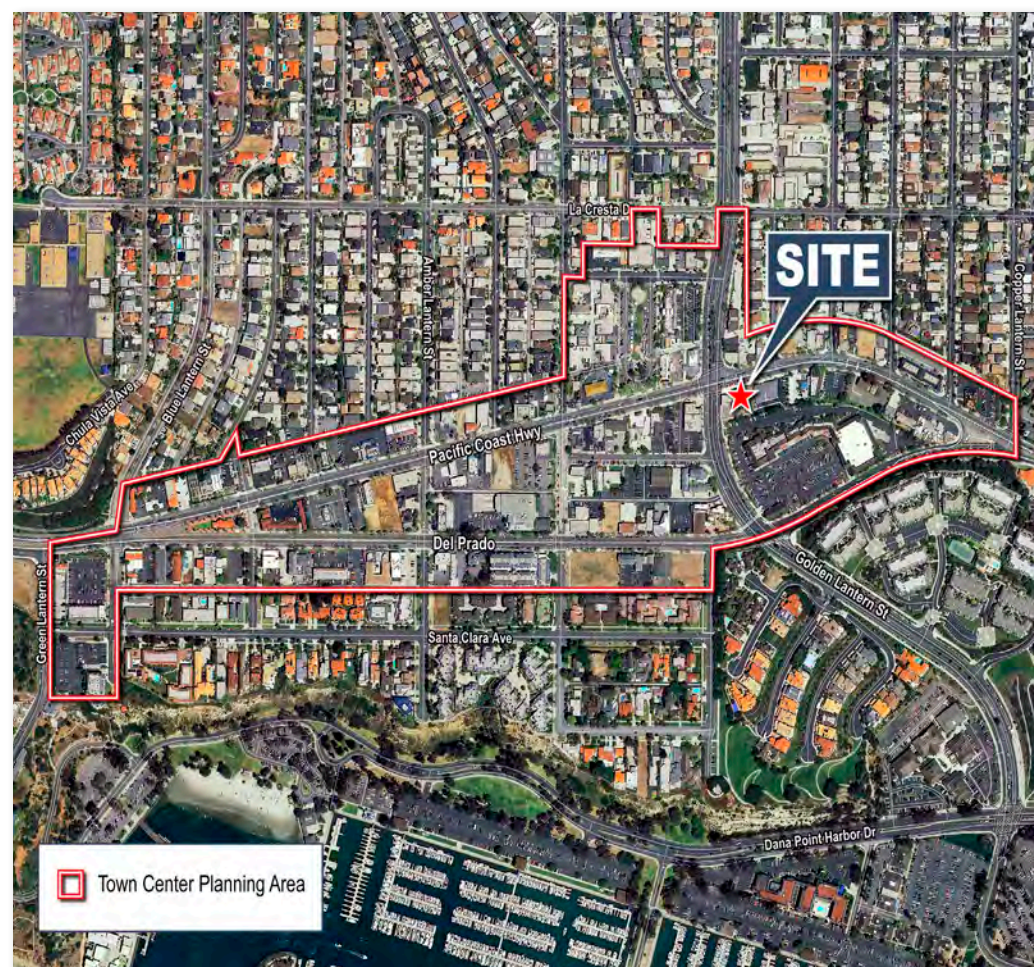 La Cresta D
SITE
Amber Lantern St
Copper Lantern St
Blue Lantern St
Chula Vista Ave
Pacific Coast Hwy
Del Prado
Golden Lantern St
Green Lantern St
Santa Clara Ave
Dana Point Harbor Dr
Town Center Planning Area